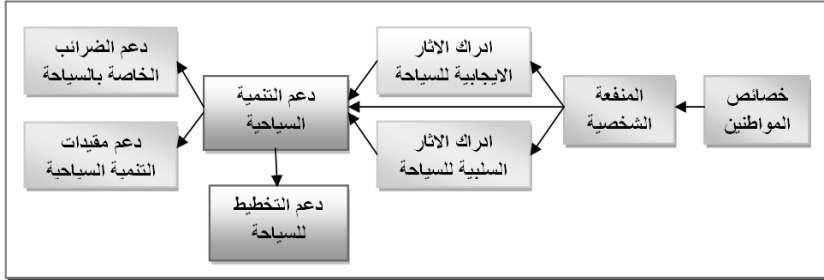 خصائص
المواطنين
المنفعة
الشخصية
ادراك الاثار
الايجابية للسياحة
ادراك الاثار
السلبية للسياحة
دعم التنمية
السياحية
دعم التخطيط
للسياحة
دعم الضرائب
الخاصة بالسياحة
دعم مقيدات
التنمية السياحية